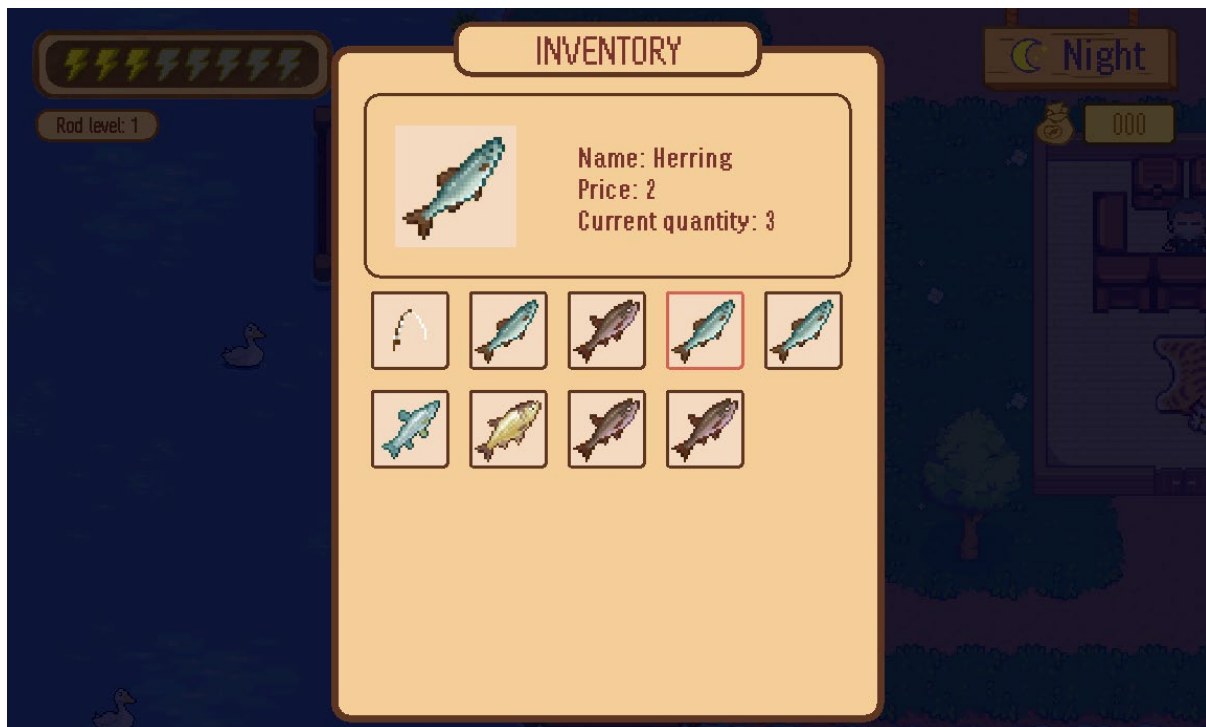 INVENTORY
Night
Rod level: 1
000
Name: Herring
Price: 2
Current quantity: 3